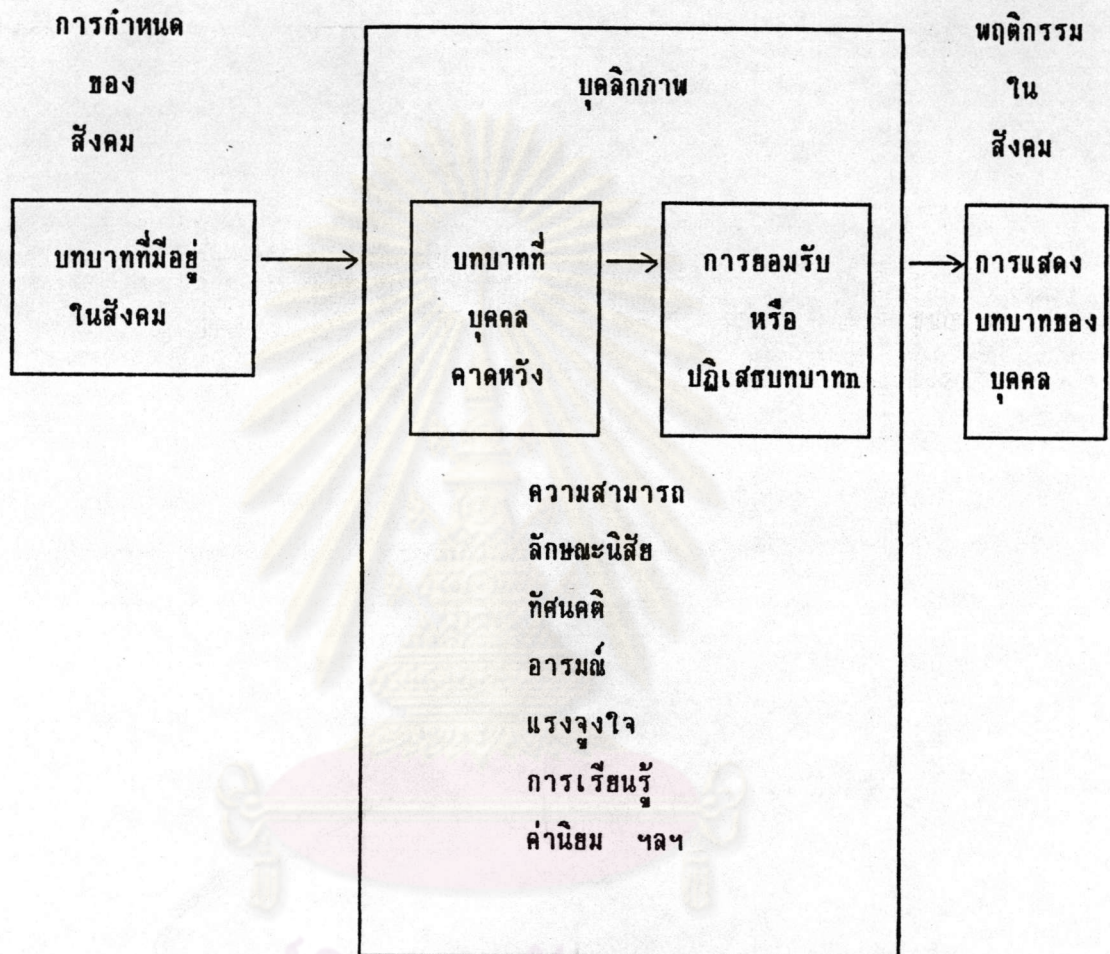 การกำหนด
ของ
สังคม
บุคลิกภาพ
พฤติกรรม
ใน
สังคม
บทบาทที่มีอยู่
ในสังคม
บทบาทที่
บุคคล
คาดหวัง
การยอมรับ
หรือ
ปฏิเสธบทบาทฯ
การแสดง
บทบาทของ
บุคคล
ความสามารถ
ลักษณะนิสัย
ทัศนคติ
อารมณ์
แรงจูงใจ
การเรียนรู้
ค่านิยม ฯลฯ